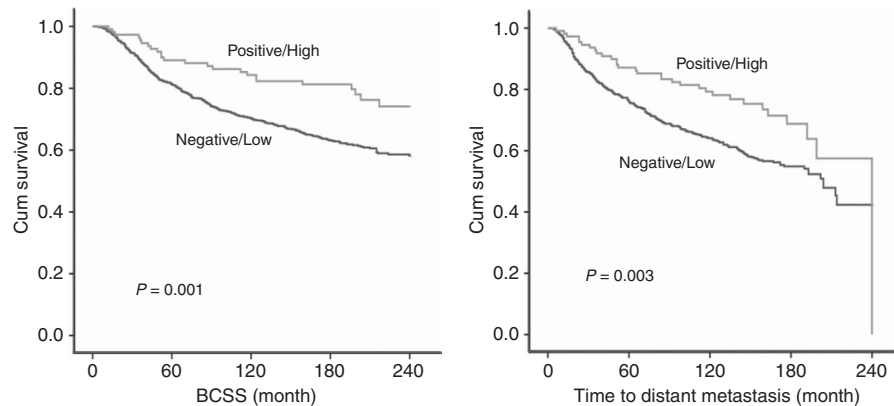 1.0
0.8
0.6
0.4
0.2
0.0
Cum survival
Positive/High
Negative/Low
P = 0.001
0 60 120 180 240
BCSS (month)
1.0
0.8
0.6
0.4
0.2
0.0
Cum survival
Positive/High
Negative/Low
P = 0.003
0 60 120 180 240
Time to distant metastasis (month)